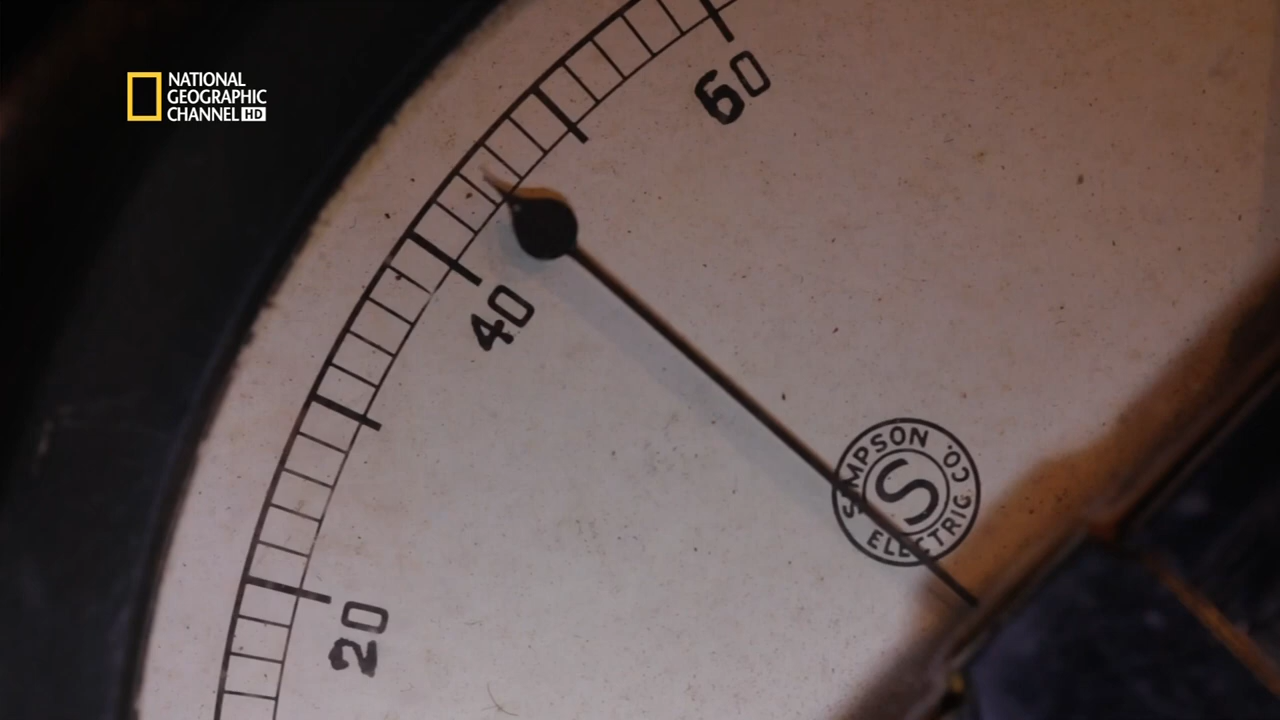 NATIONAL
GEOGRAPHIC
CHANNEL HD
60
40
20
SIMPSON ELECTRIC CO.
S